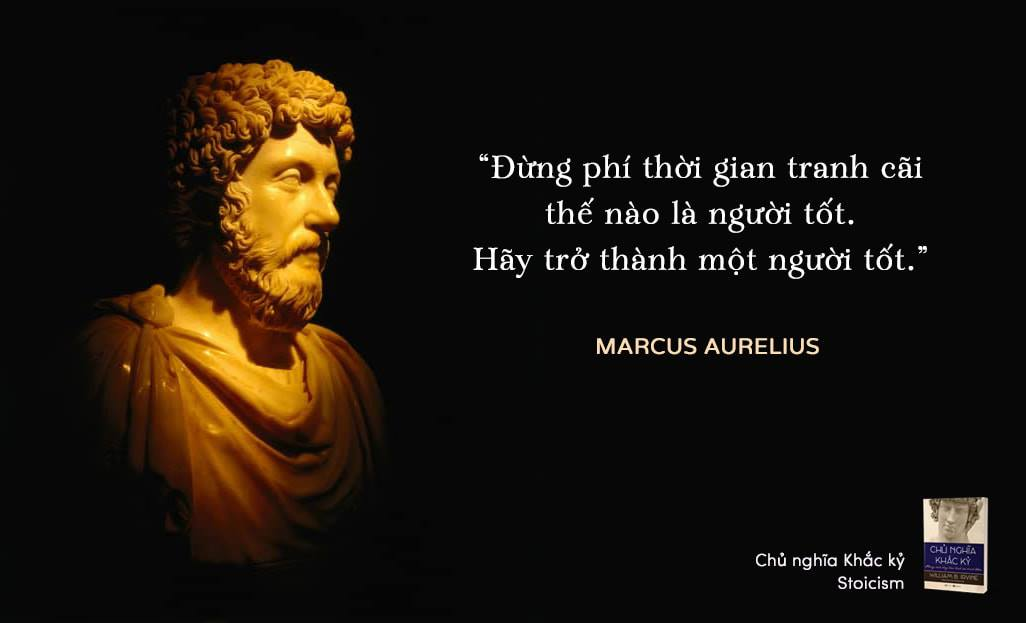 “Đừng phí thời gian tranh cãi
thế nào là người tốt.
Hãy trở thành một người tốt.”
MARCUS AURELIUS
Chủ nghĩa Khắc kỷ
Stoicism
CHỦ NGHĨA
KHẮC KỶ
WILLIAM B. IRVINE